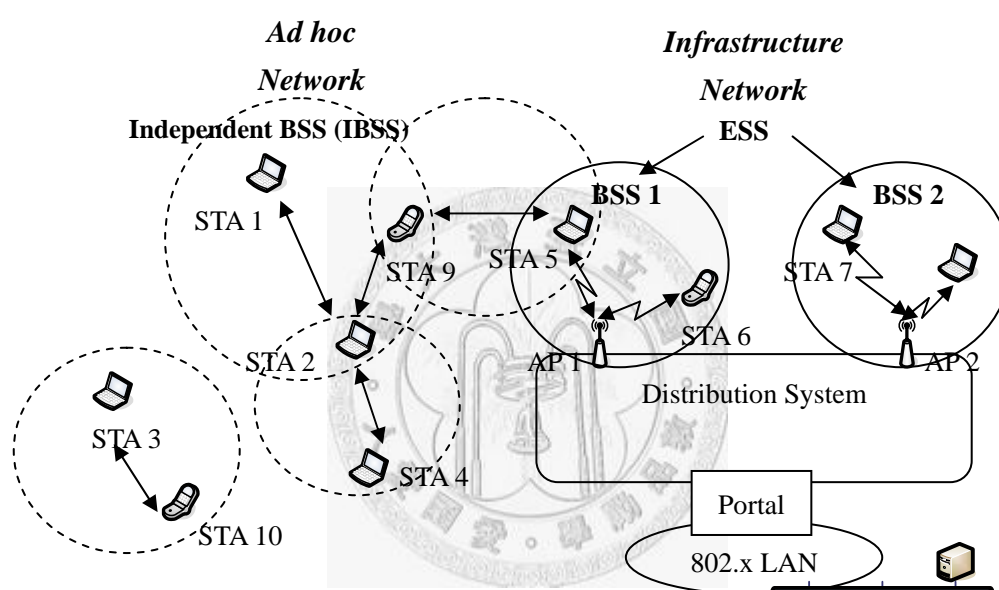 Ad hoc
Network
Infrastructure
Network
Independent BSS (IBSS)
ESS
BSS 1
BSS 2
STA 1
STA 9
STA 5
STA 7
STA 6
STA 2
AP 1
AP 2
Distribution System
STA 3
STA 4
Portal
STA 10
802.x LAN